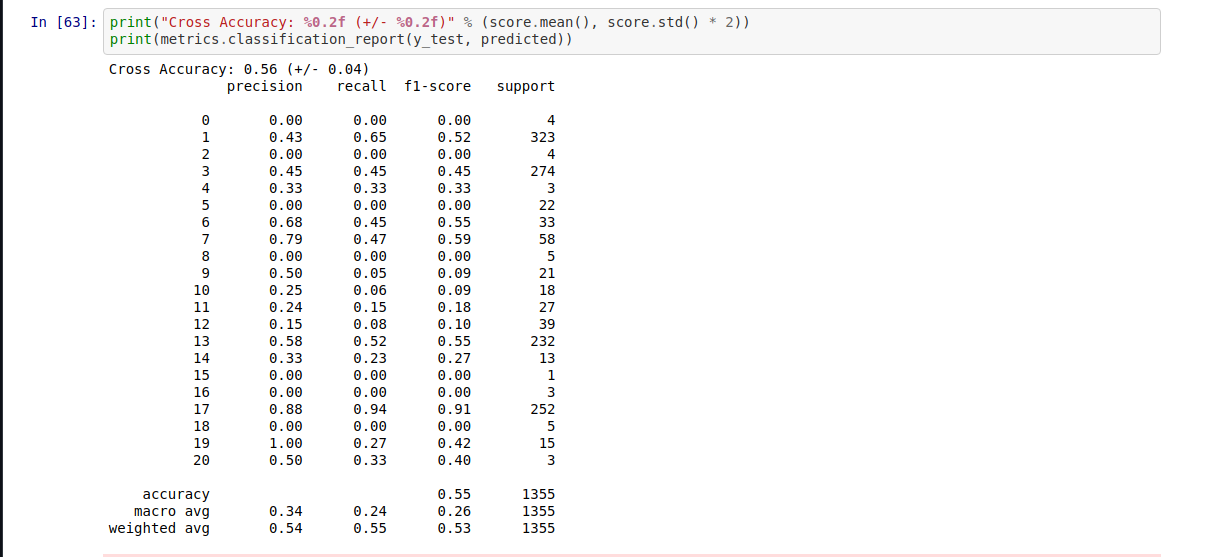 In [63]: print("Cross Accuracy: %0.2f (+/- %0.2f)" % (score.mean(), score.std() * 2))
print(metrics.classification_report(y_test, predicted))
Cross Accuracy: 0.56 (+/- 0.04)
precision recall f1-score support
0 0.00 0.00 0.00 4
1 0.43 0.65 0.52 323
2 0.00 0.00 0.00 4
3 0.45 0.45 0.45 274
4 0.33 0.33 0.33 3
5 0.00 0.00 0.00 22
6 0.68 0.45 0.55 33
7 0.79 0.47 0.59 58
8 0.00 0.00 0.00 5
9 0.50 0.05 0.09 21
10 0.25 0.06 0.09 18
11 0.24 0.15 0.18 27
12 0.15 0.08 0.10 39
13 0.58 0.52 0.55 232
14 0.33 0.23 0.27 13
15 0.00 0.00 0.00 1
16 0.00 0.00 0.00 3
17 0.88 0.94 0.91 252
18 0.00 0.00 0.00 5
19 1.00 0.27 0.42 15
20 0.50 0.33 0.40 3
accuracy 0.55 1355
macro avg 0.34 0.24 0.26 1355
weighted avg 0.54 0.55 0.53 1355